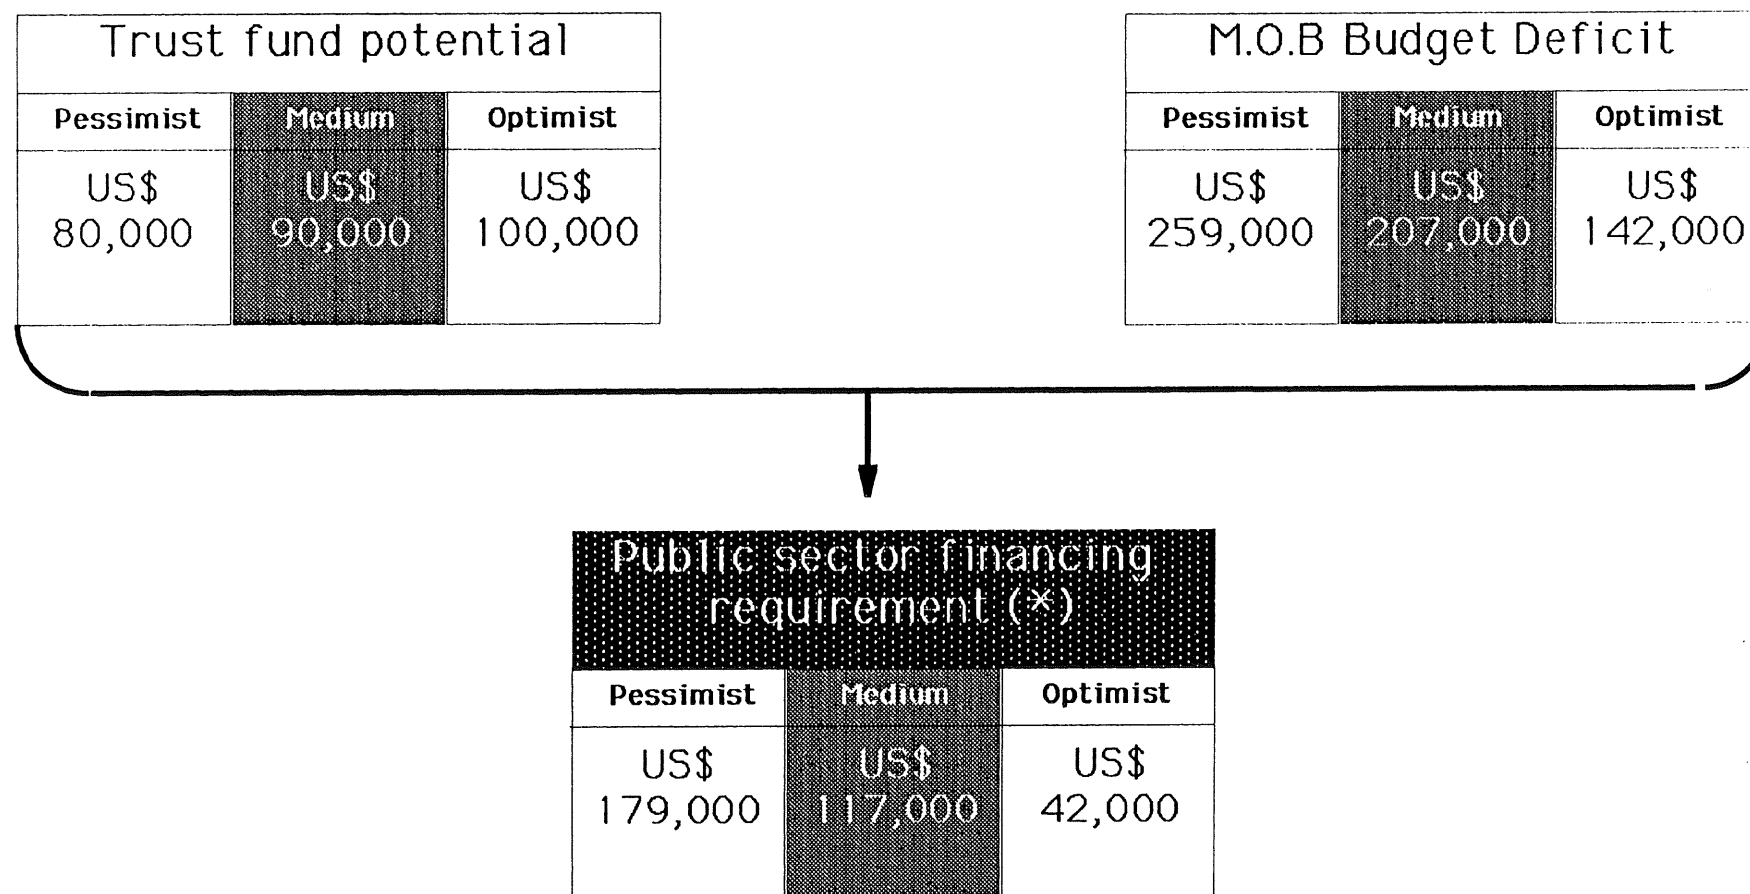 Trust fund potential
Pessimist Medium Optimist
US$ US$ US$
80,000 90,000 100,000
M.O.B Budget Deficit
Pessimist Medium Optimist
US$ US$ US$
259,000 207,000 142,000
Public sector financing
requirement (*)
Pessimist Medium Optimist
US$ US$ US$
179,000 117,000 42,000